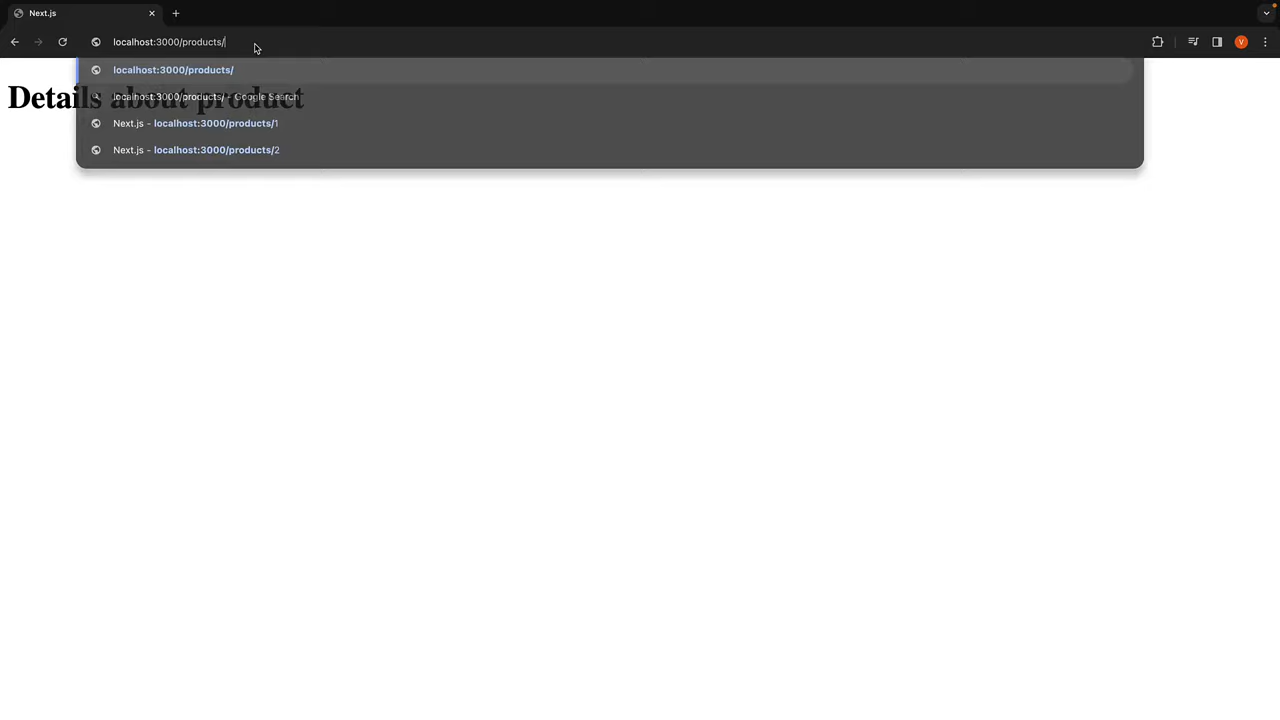 Next.js
localhost:3000/products/
localhost:3000/products/
localhost:3000/products/ - Google Search
Details about product
Next.js - localhost:3000/products/1
Next.js - localhost:3000/products/2
V